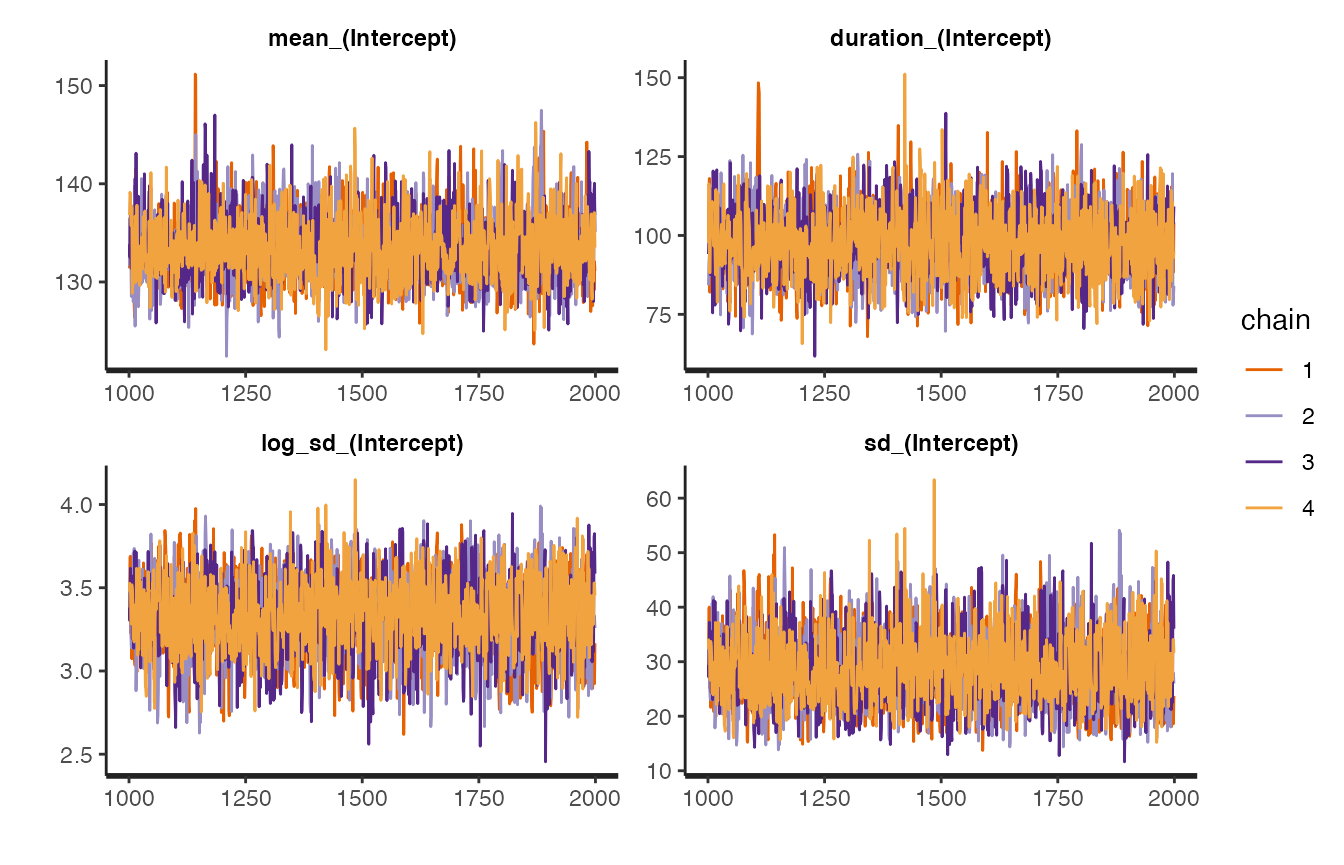 mean_(Intercept)
duration_(Intercept)
150
140
130
1000 1250 1500 1750 2000
150
125
100
75
1000 1250 1500 1750 2000
log_sd_(Intercept)
sd_(Intercept)
4.0
3.5
3.0
2.5
1000 1250 1500 1750 2000
60
50
40
30
20
10
1000 1250 1500 1750 2000
chain
1
2
3
4